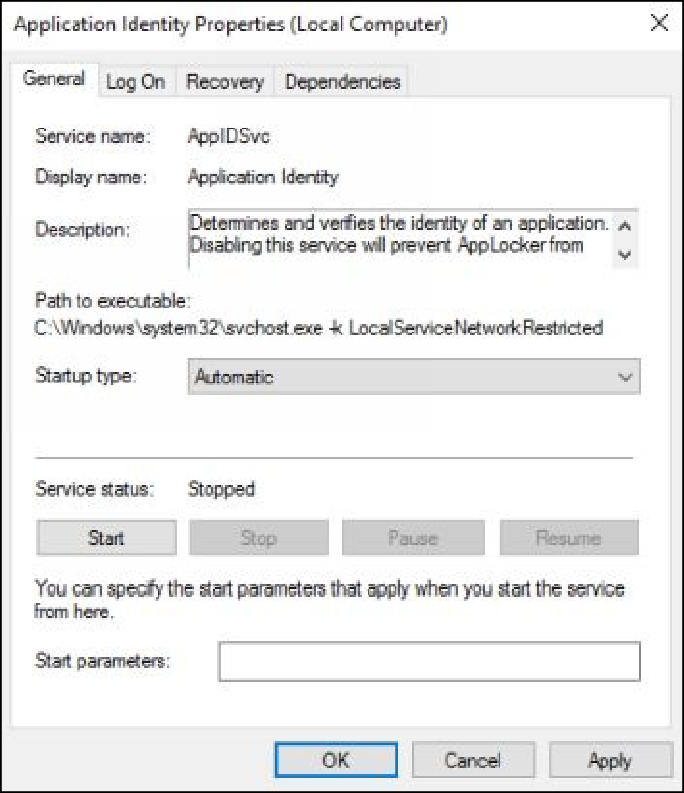 Application Identity Properties (Local Computer)
General Log On Recovery Dependencies
Service name: AppIDSvc
Display name: Application Identity
Description: Determines and verifies the identity of an application.
Disabling this service will prevent AppLocker from
Path to executable:
C:\Windows\system32\svchost.exe -k LocalServiceNetworkRestricted
Startup type: Automatic
Service status: Stopped
Start Stop Pause Resume
You can specify the start parameters that apply when you start the service
from here.
Start parameters:
OK Cancel Apply